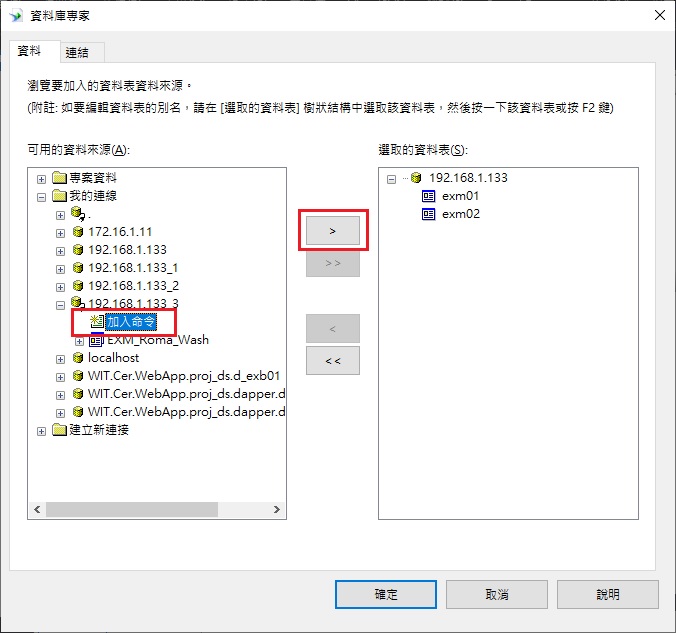 資料庫專家
資料
連結
瀏覽要加入的資料表資料來源。
(附註: 如要編輯資料表的別名，請在 [選取的資料表] 樹狀結構中選取該資料表，然後按一下該資料表或按 F2 鍵)
可用的資料來源(A):
專案資料
我的連線
.
172.16.1.11
192.168.1.133
192.168.1.133_1
192.168.1.133_2
192.168.1.133_3
加入命令
EXM_Roma_Wash
localhost
WIT.Cer.WebApp.proj_ds.d_exb01
WIT.Cer.WebApp.proj_ds.dapper.d
WIT.Cer.WebApp.proj_ds.dapper.d
建立新連接
>
>>
<
<<
選取的資料表(S):
192.168.1.133
exm01
exm02
確定
取消
說明